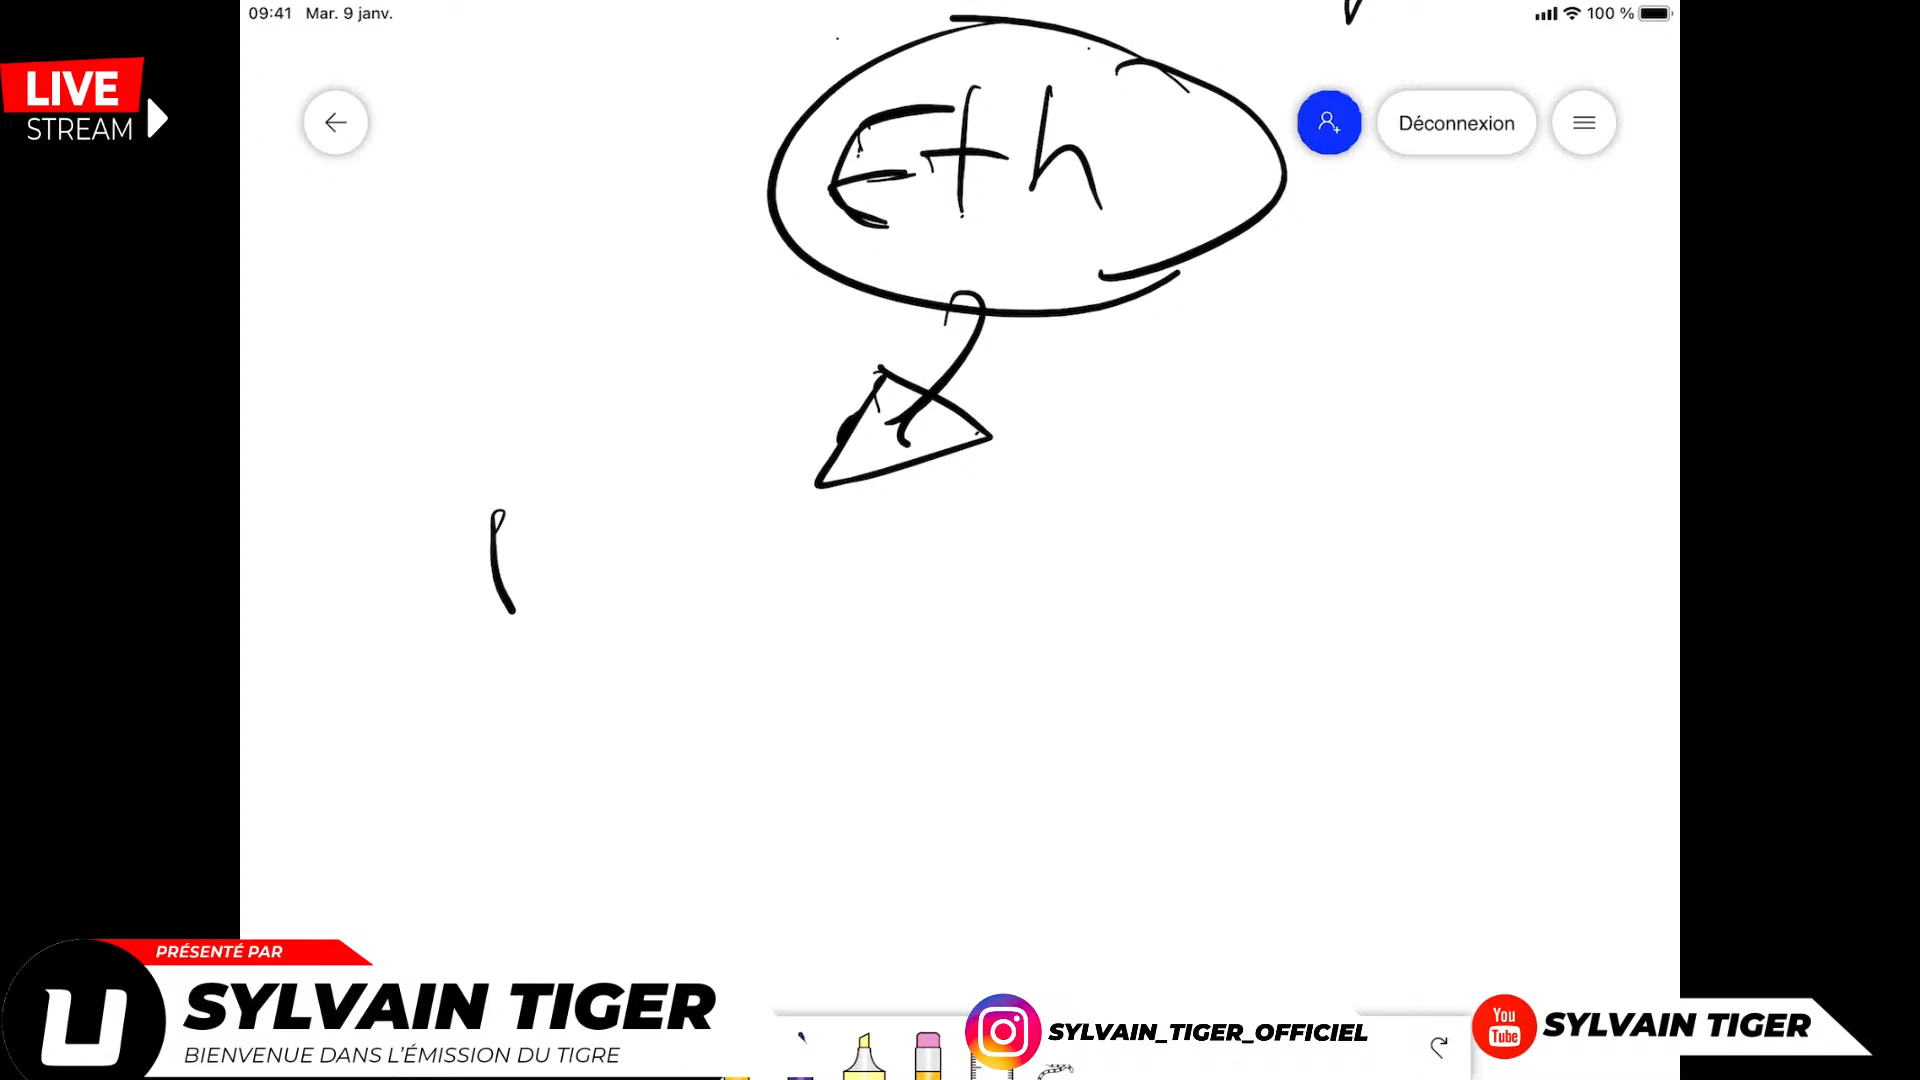 09:41 Mar. 9 janv.
100 %
LIVE
STREAM
Eth
Déconnexion
PRÉSENTÉ PAR
SYLVAIN TIGER
BIENVENUE DANS L'ÉMISSION DU TIGRE
SYLVAIN_TIGER_OFFICIEL
You
Tube
SYLVAIN TIGER